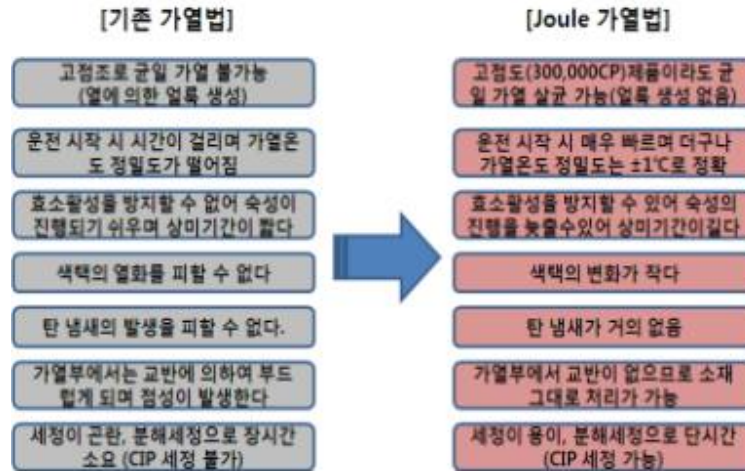 [기존 가열법]
고점조로 균일 가열 불가능
(열에 의한 얼룩 생성)
운전 시작 시 시간이 걸리며 가열온
도 정밀도가 떨어짐
효소활성을 방지할 수 없어 숙성이
진행되기 쉬우며 상미기간이 짧다
색택의 열화를 피할 수 없다
탄 냄새의 발생을 피할 수 없다.
가열부에서는 교반에 의하여 부드
럽게 되며 점성이 발생한다
세정이 곤란, 분해세정으로 장시간
소요 (CIP 세정 불가)
[Joule 가열법]
고점도(300,000CP)제품이라도 균
일 가열 살균 가능(얼룩 생성 없음)
운전 시작 시 매우 빠르며 더구나
가열온도 정밀도는 ±1℃로 정확
효소활성을 방지할 수 있어 숙성의
진행을 늦출수있어 상미기간이길다
색택의 변화가 작다
탄 냄새가 거의 없음
가열부에서 교반이 없으므로 소재
그대로 처리가 가능
세정이 용이, 분해세정으로 단시간
(CIP 세정 가능)